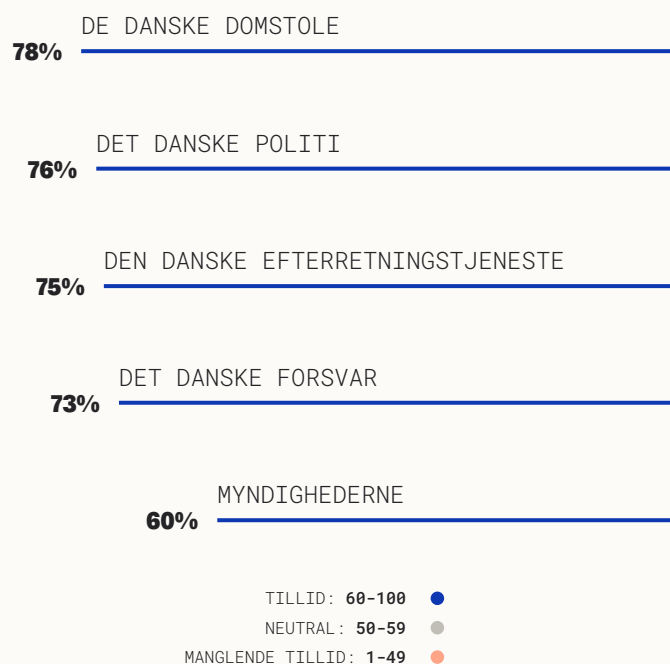 DE DANSKE DOMSTOLE
78%
DET DANSKE POLITI
76%
DEN DANSKE EFTERRETNINGSTJENESTE
75%
DET DANSKE FORSVAR
73%
MYNDIGHEDERNE
60%
TILLID: 60-100
NEUTRAL: 50-59
MANGLENDE TILLID: 1-49